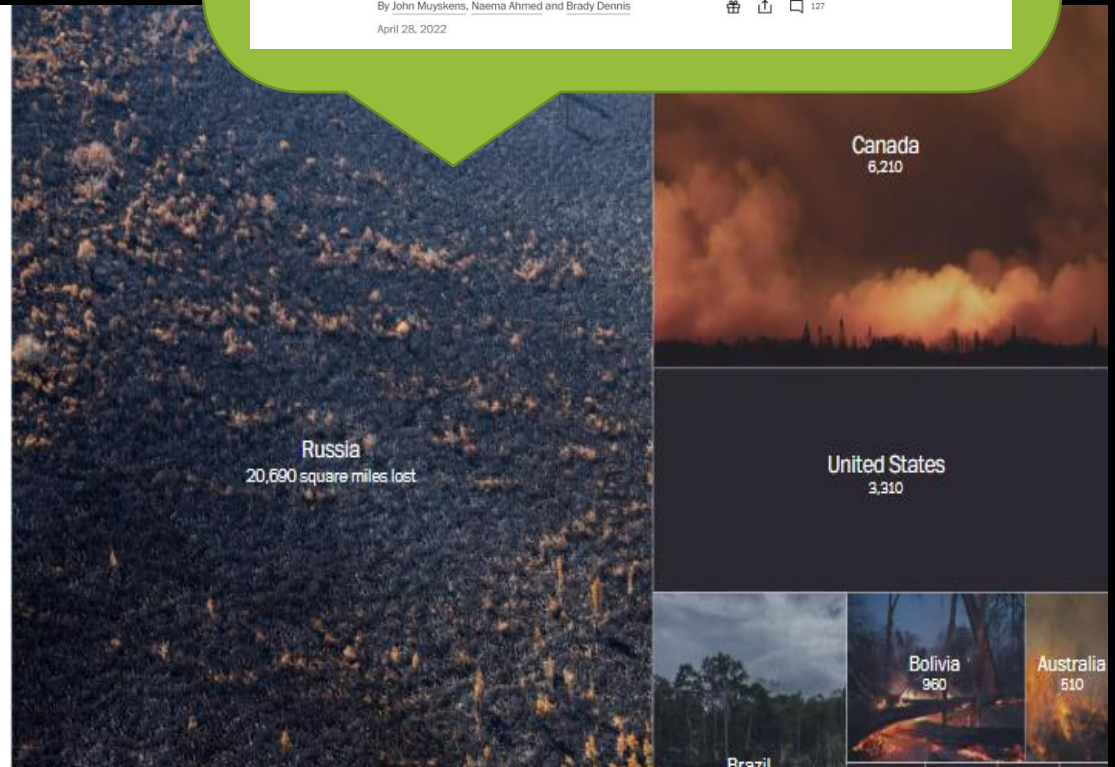 By John Muyskens, Naema Ahmed and Brady Dennis
127
April 28, 2022
Canada
6,210
Russia
20,690 square miles lost
United States
3,310
Bolivia
960
Australia
510
Brazil